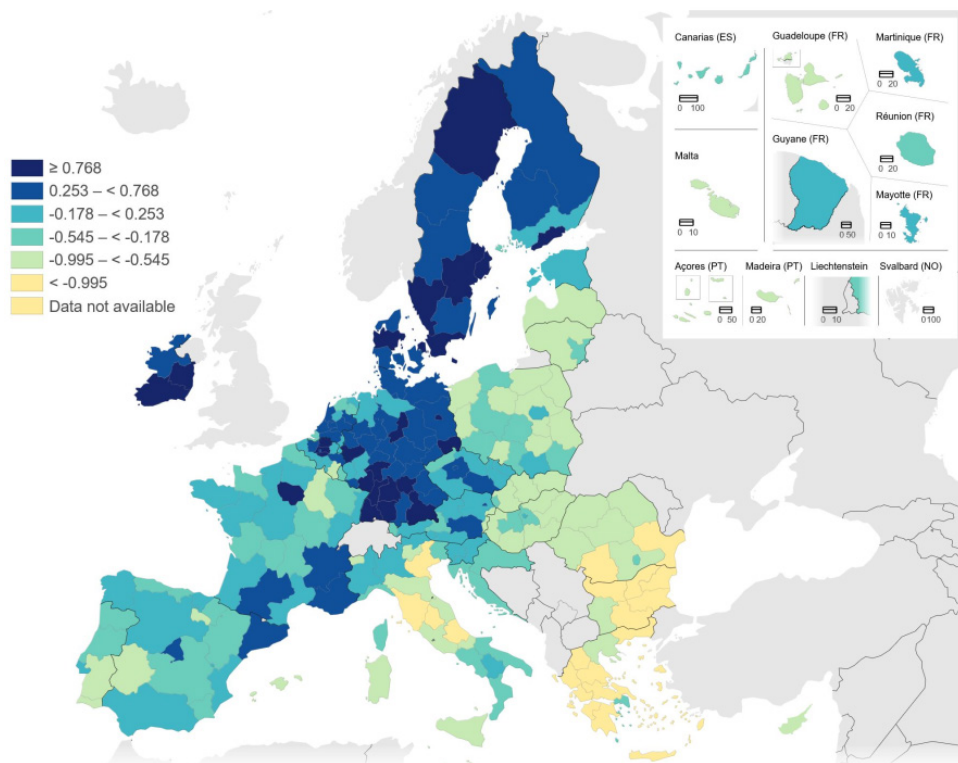 ≥ 0.768
0.253 – < 0.768
-0.178 – < 0.253
-0.545 – < -0.178
-0.995 – < -0.545
< -0.995
Data not available
Canarias (ES)
0 100
Guadeloupe (FR)
0 20
Martinique (FR)
0 20
Malta
0 10
Guyane (FR)
0 50
Réunion (FR)
0 20
Mayotte (FR)
0 10
Açores (PT)
0 50
Madeira (PT)
0 20
Liechtenstein
0 10
Svalbard (NO)
0 100